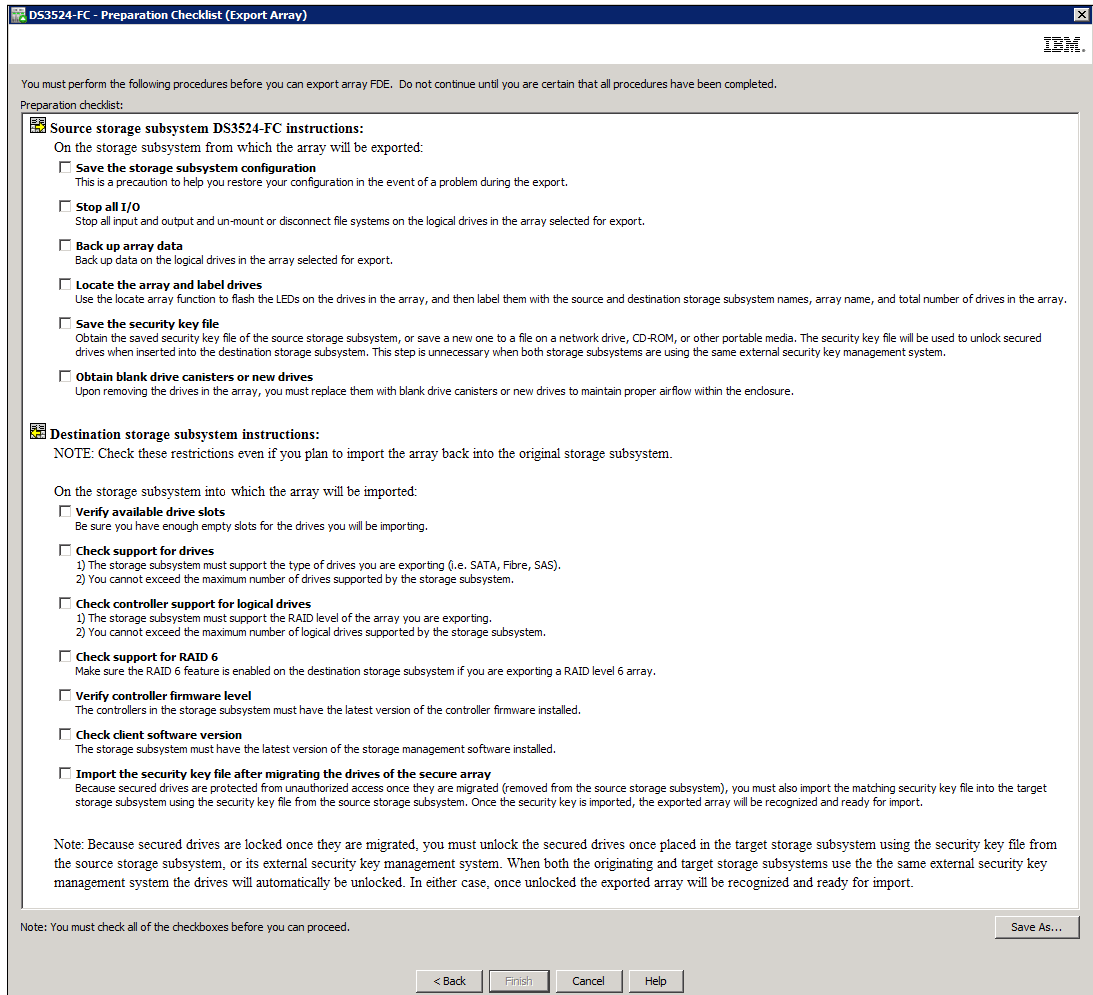 DS3524-FC - Preparation Checklist (Export Array)
IBM.
You must perform the following procedures before you can export array FDE. Do not continue until you are certain that all procedures have been completed.
Preparation checklist:
Source storage subsystem DS3524-FC instructions:
On the storage subsystem from which the array will be exported:
Save the storage subsystem configuration
This is a precaution to help you restore your configuration in the event of a problem during the export.
Stop all I/O
Stop all input and output and un-mount or disconnect file systems on the logical drives in the array selected for export.
Back up array data
Back up data on the logical drives in the array selected for export.
Locate the array and label drives
Use the locate array function to flash the LEDs on the drives in the array, and then label them with the source and destination storage subsystem names, array name, and total number of drives in the array.
Save the security key file
Obtain the saved security key file of the source storage subsystem, or save a new one to a file on a network drive, CD-ROM, or other portable media. The security key file will be used to unlock secured
drives when inserted into the destination storage subsystem. This step is unnecessary when both storage subsystems are using the same external security key management system.
Obtain blank drive canisters or new drives
Upon removing the drives in the array, you must replace them with blank drive canisters or new drives to maintain proper airflow within the enclosure.
Destination storage subsystem instructions:
NOTE: Check these restrictions even if you plan to import the array back into the original storage subsystem.
On the storage subsystem into which the array will be imported:
Verify available drive slots
Be sure you have enough empty slots for the drives you will be importing.
Check support for drives
1) The storage subsystem must support the type of drives you are exporting (i.e. SATA, Fibre, SAS).
2) You cannot exceed the maximum number of drives supported by the storage subsystem.
Check controller support for logical drives
1) The storage subsystem must support the RAID level of the array you are exporting.
2) You cannot exceed the maximum number of logical drives supported by the storage subsystem.
Check support for RAID 6
Make sure the RAID 6 feature is enabled on the destination storage subsystem if you are exporting a RAID level 6 array.
Verify controller firmware level
The controllers in the storage subsystem must have the latest version of the controller firmware installed.
Check client software version
The storage subsystem must have the latest version of the storage management software installed.
Import the security key file after migrating the drives of the secure array
Because secured drives are protected from unauthorized access once they are migrated (removed from the source storage subsystem), you must also import the matching security key file into the target
storage subsystem using the security key file from the source storage subsystem. Once the security key is imported, the exported array will be recognized and ready for import.
Note: Because secured drives are locked once they are migrated, you must unlock the secured drives once placed in the target storage subsystem using the security key file from
the source storage subsystem, or its external security key management system. When both the originating and target storage subsystems use the the same external security key
management system the drives will automatically be unlocked. In either case, once unlocked the exported array will be recognized and ready for import.
Note: You must check all of the checkboxes before you can proceed.
Save As...
< Back
Finish
Cancel
Help